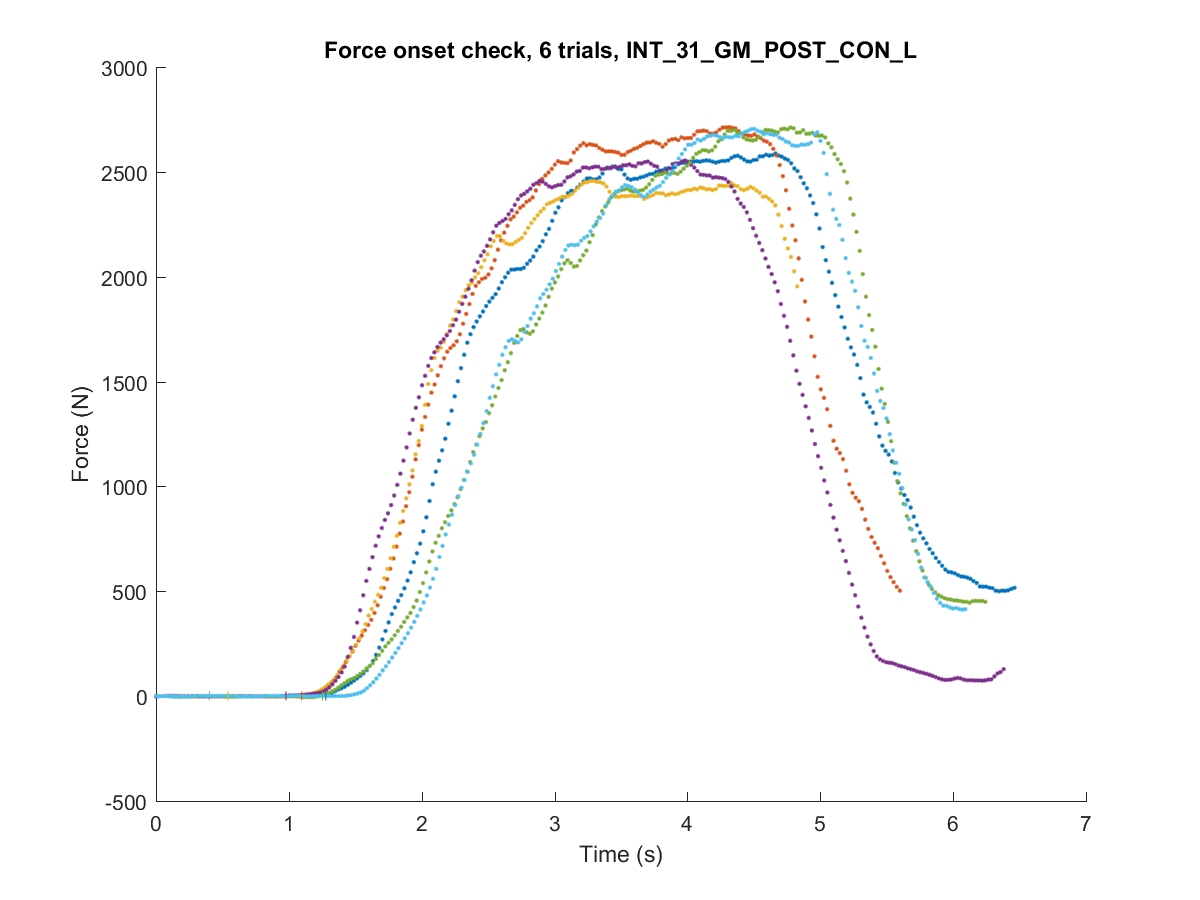 Force onset check, 6 trials, INT_31_GM_POST_CON_L
3000
2500
2000
1500
1000
500
0
-500
Force (N)
0 1 2 3 4 5 6 7
Time (s)